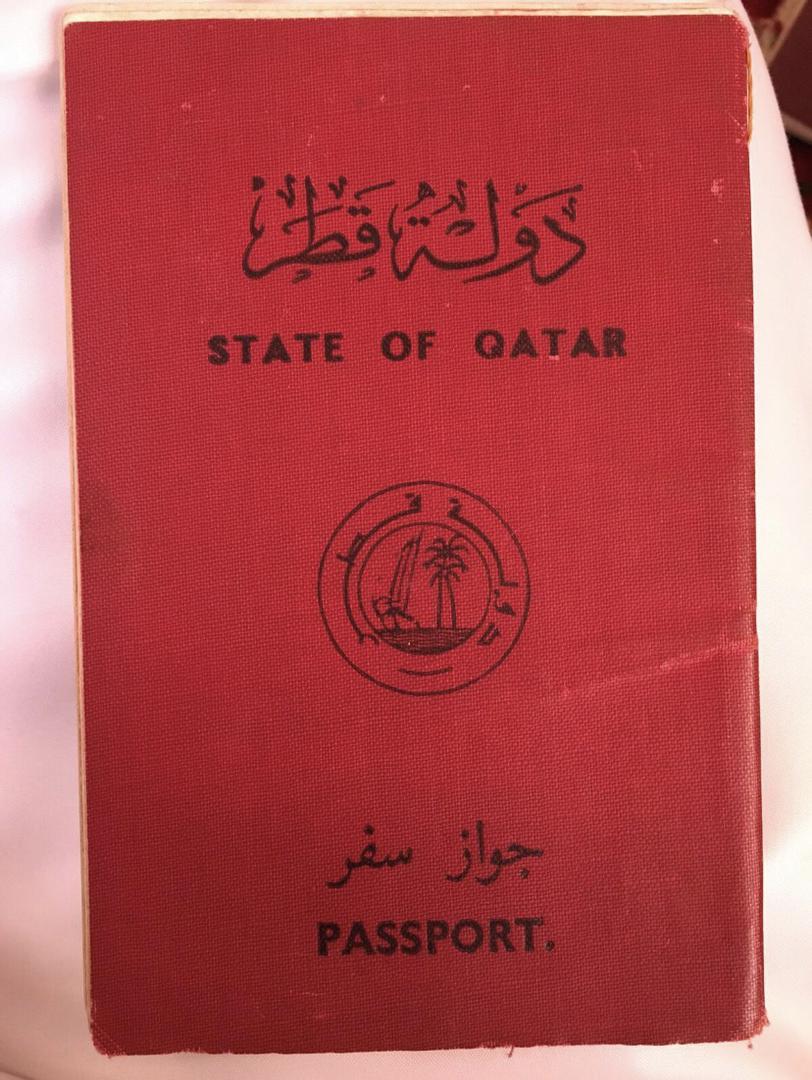 دَوْلَةُ قَطَرْ
STATE OF QATAR
دولة قطر
جواز سفر
PASSPORT.